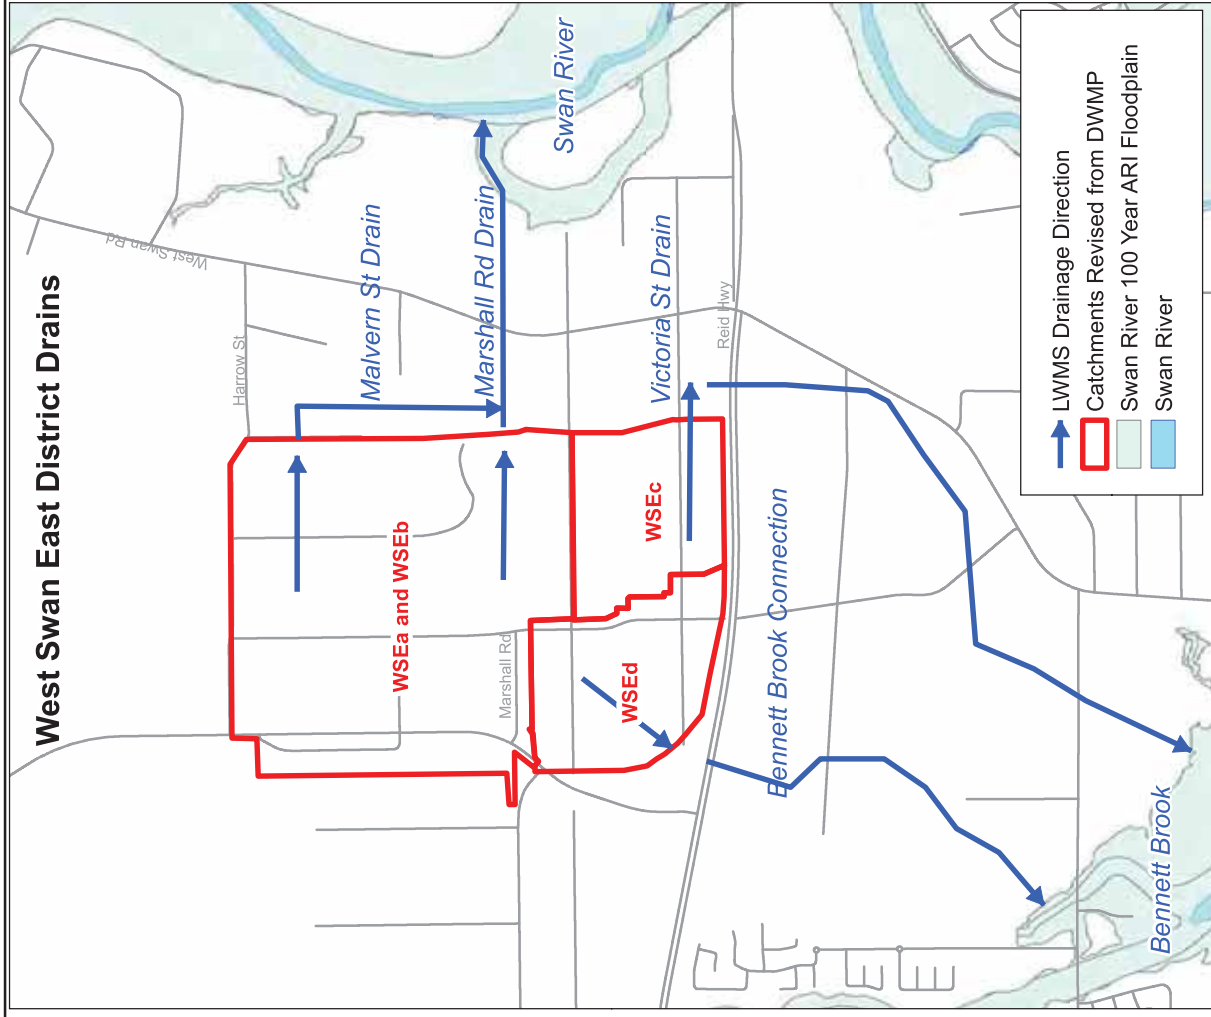 West Swan East District Drains
West Swan Rd
Harrow St
Malvern St Drain
Marshall Rd Drain
Swan River
Victoria St Drain
Reid Hwy
WSEa and WSEb
Marshall Rd
WSEc
WSEd
Bennett Brook Connection
Bennett Brook
LWMS Drainage Direction
Catchments Revised from DWMP
Swan River 100 Year ARI Floodplain
Swan River